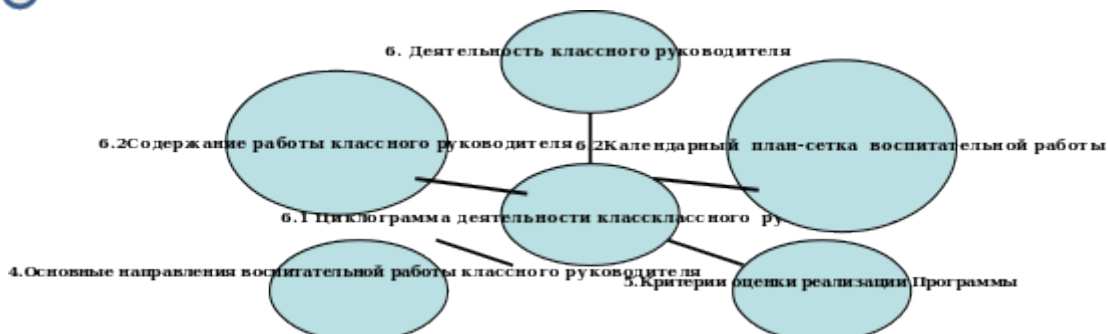 6. Деятельность классного руководителя
6.2Содержание работы классного руководителя
6.2Календарный план-сетка воспитательной работы
6.1 Циклограмма деятельности классклассного
4.Основные направления воспитательной работы классного руководителя
5.Критерии оценки реализации Программы